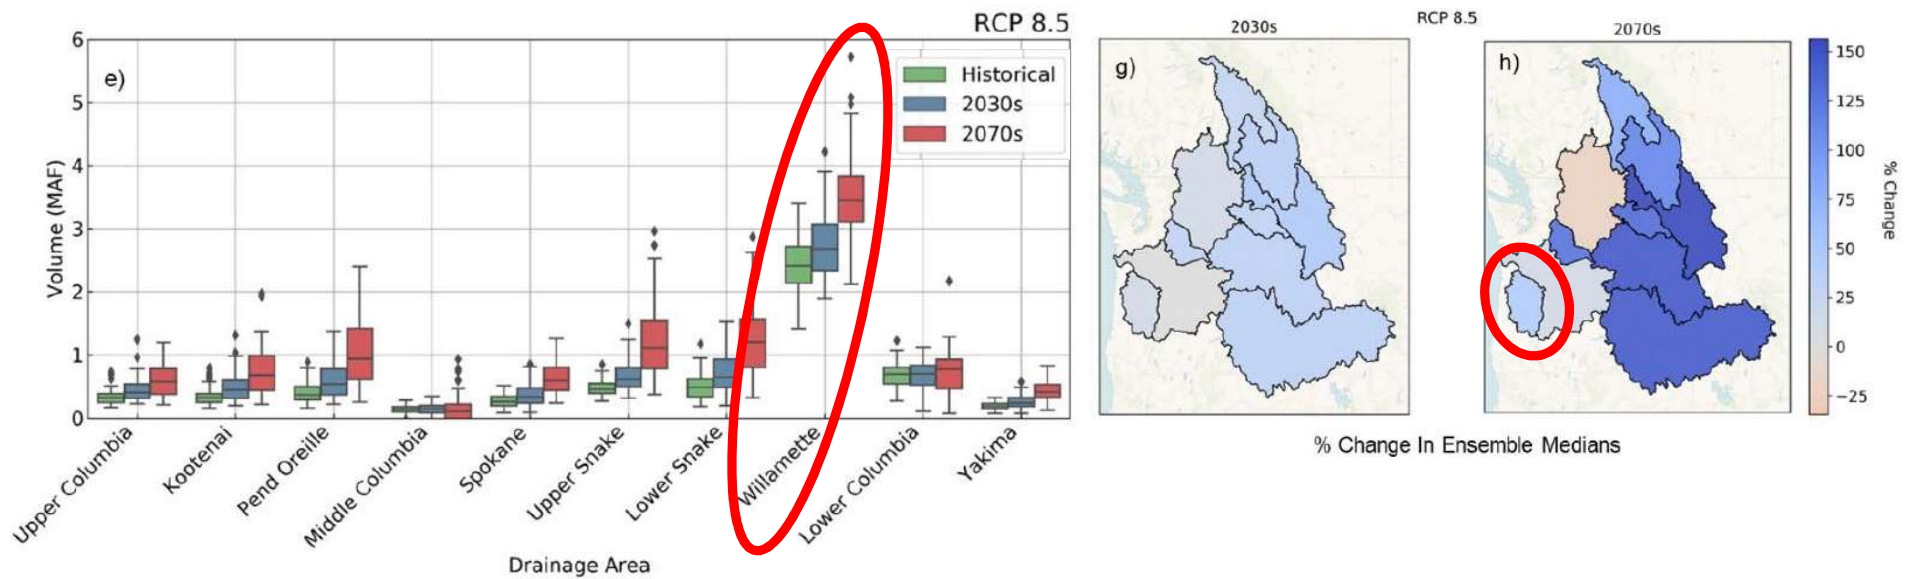 RCP 8.5
e)
Historical
2030s
2070s
6
5
4
3
2
1
0
Volume (MAF)
Upper Columbia
Kootenai
Pend Oreille
Middle Columbia
Spokane
Upper Snake
Lower Snake
Willamette
Lower Columbia
Yakima
Drainage Area
RCP 8.5
2030s
2070s
g)
h)
150
125
100
75
50
25
0
−25
% Change
% Change In Ensemble Medians